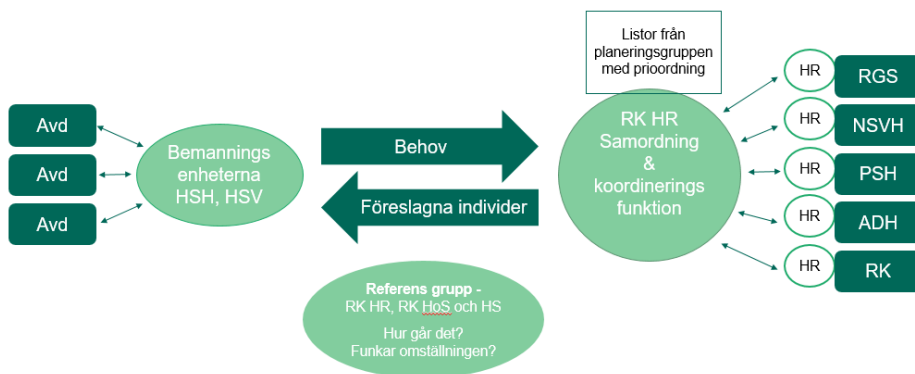 Avd
Avd
Avd
Bemannings
enheterna
HSH, HSV
Behov
Föreslagna individer
Referens grupp -
RK HR, RK HoS och HS
Hur går det?
Funkar omställningen?
Listor från
planeringsgruppen
med prioordning
RK HR
Samordning
&
koordinerings
funktion
HR
RGS
HR
NSVH
HR
PSH
HR
ADH
HR
RK